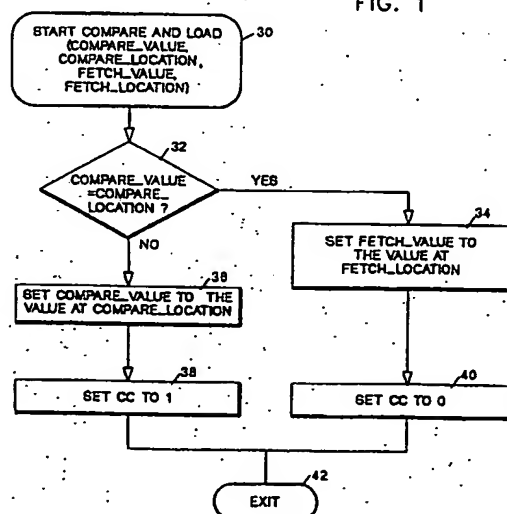 FIG. 1
START COMPARE AND LOAD
(COMPARE_VALUE,
COMPARE_LOCATION,
FETCH_VALUE,
FETCH_LOCATION)
30
32
COMPARE_VALUE
=COMPARE_
LOCATION ?
YES
NO
34
SET FETCH_VALUE TO
THE VALUE AT
FETCH_LOCATION
38
SET COMPARE_VALUE TO THE
VALUE AT COMPARE_LOCATION
38
SET CC TO 1
40
SET CC TO 0
42
EXIT